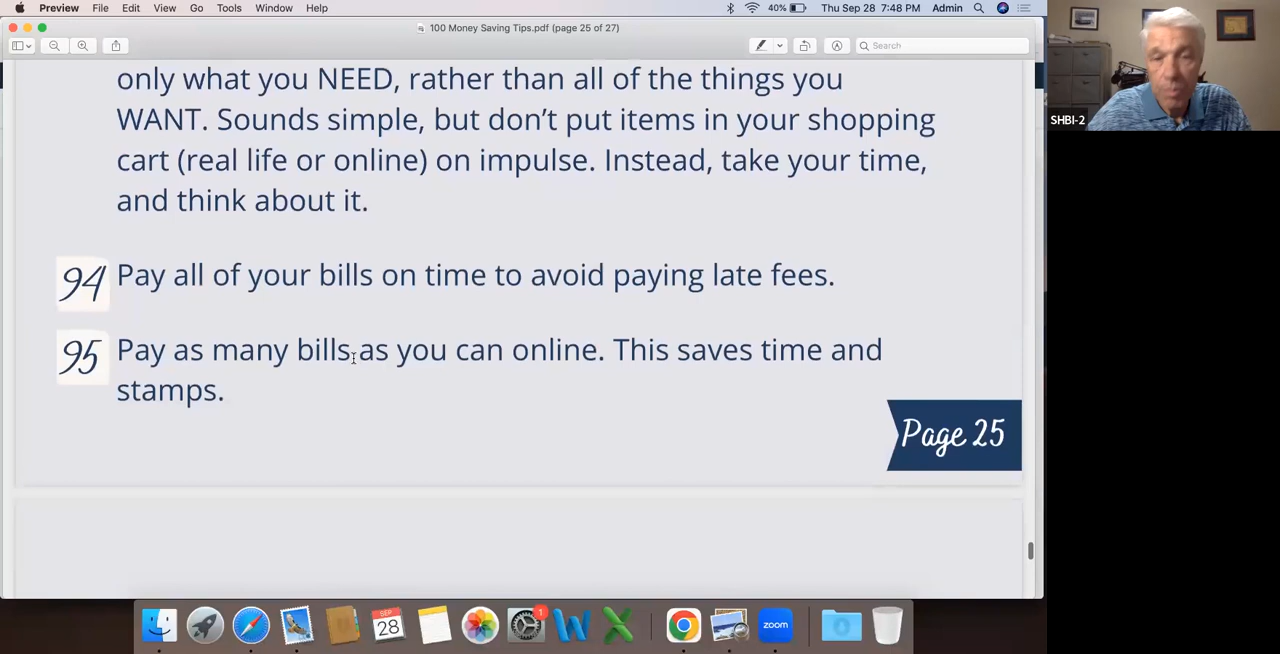 Preview File Edit View Go Tools Window Help 40% Thu Sep 28 7:48 PM Admin
100 Money Saving Tips.pdf (page 25 of 27)
Search
only what you NEED, rather than all of the things you
WANT. Sounds simple, but don’t put items in your shopping
cart (real life or online) on impulse. Instead, take your time,
and think about it.
94 Pay all of your bills on time to avoid paying late fees.
95 Pay as many bills as you can online. This saves time and
stamps.
Page 25
SHBI-2
SEP
28
1
W
X
zoom